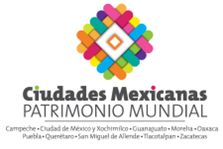 Ciudades Mexicanas
PATRIMONIO MUNDIAL
Campeche • Ciudad de México y Xochimilco • Guanajuato • Morelia • Oaxaca
Puebla • Querétaro • San Miguel de Allende • Tlacotalpan • Zacatecas